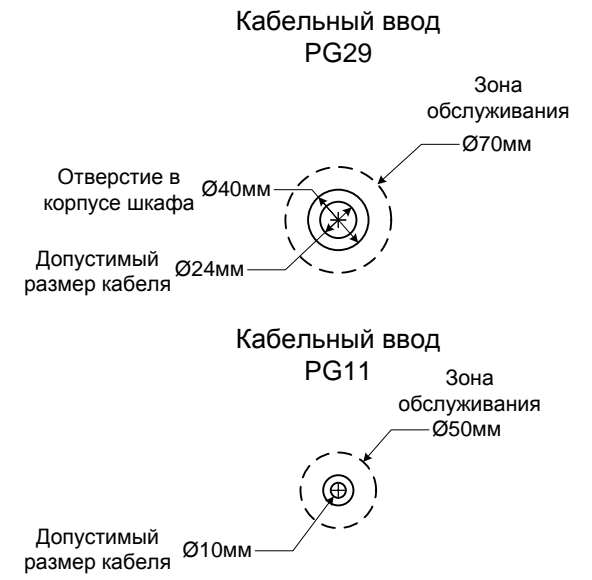 Кабельный ввод
PG29
Зона
обслуживания
Ø70мм
Отверстие в
корпусе шкафа
Ø40мм
Допустимый
размер кабеля
Ø24мм
Кабельный ввод
PG11
Зона
обслуживания
Ø50мм
Допустимый
размер кабеля
Ø10мм